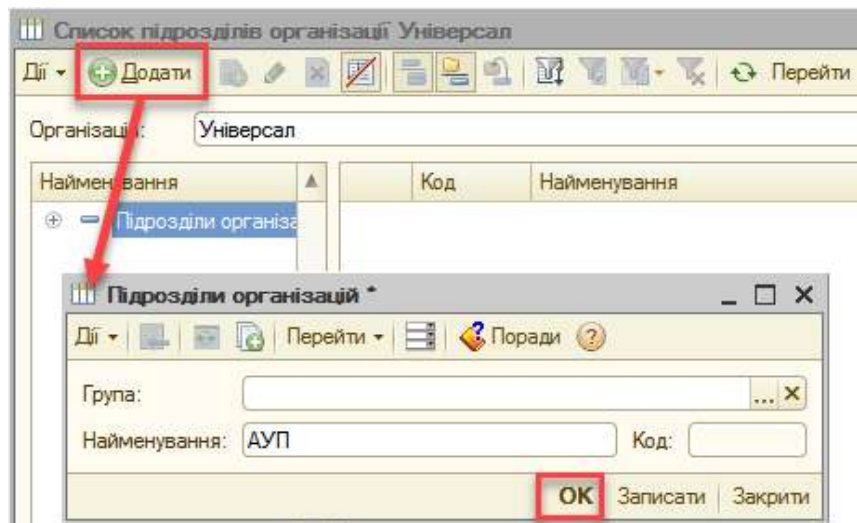 Список підрозділів організації Універсал
Дії Додати Перейти
Організація: Універсал
Найменування Код Найменування
Підрозділи організа
Підрозділи організацій *
Дії Перейти Поради
Група: ...
Найменування: АУП Код:
OK Записати Закрити